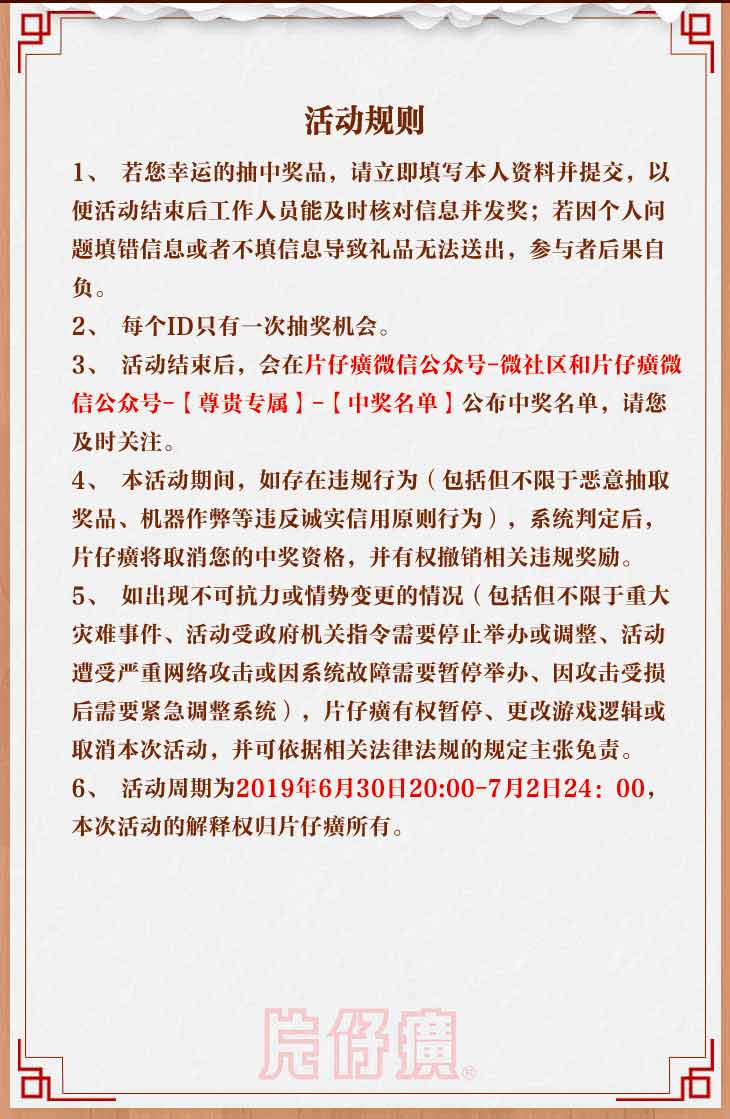 活动规则
1、 若您幸运的抽中奖品，请立即填写本人资料并提交，以
便活动结束后工作人员能及时核对信息并发奖；若因个人问
题填错信息或者不填信息导致礼品无法送出，参与者后果自
负。
2、 每个ID只有一次抽奖机会。
3、 活动结束后，会在片仔癀微信公众号-微社区和片仔癀微
信公众号-【尊贵专属】-【中奖名单】公布中奖名单，请您
及时关注。
4、 本活动期间，如存在违规行为（包括但不限于恶意抽取
奖品、机器作弊等违反诚实信用原则行为），系统判定后，
片仔癀将取消您的中奖资格，并有权撤销相关违规奖励。
5、 如出现不可抗力或情势变更的情况（包括但不限于重大
灾难事件、活动受政府机关指令需要停止举办或调整、活动
遭受严重网络攻击或因系统故障需要暂停举办、因攻击受损
后需要紧急调整系统），片仔癀有权暂停、更改游戏逻辑或
取消本次活动，并可依据相关法律法规的规定主张免责。
6、 活动周期为2019年6月30日20:00-7月2日24：00，
本次活动的解释权归片仔癀所有。
片仔癀®